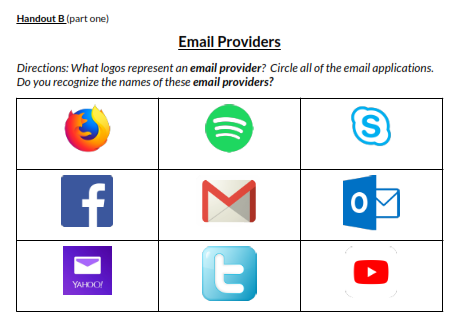 Handout B (part one)
Email Providers
Directions: What logos represent an email provider? Circle all of the email applications.
Do you recognize the names of these email providers?
S
f
M
O
YAHOO!
t